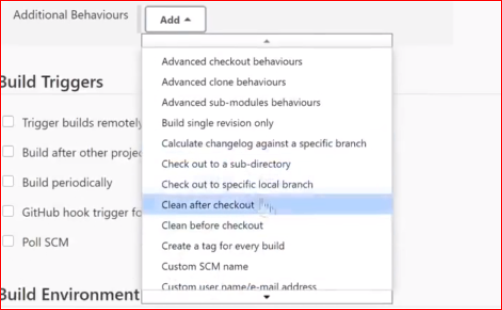 Additional Behaviours
Add
Advanced checkout behaviours
Advanced clone behaviours
Advanced sub-modules behaviours
Build single revision only
Calculate changelog against a specific branch
Check out to a sub-directory
Check out to specific local branch
Clean after checkout
Clean before checkout
Create a tag for every build
Custom SCM name
Custom user name/e-mail address
Build Triggers
Trigger builds remotely
Build after other
Build periodically
GitHub hook trigger
Poll SCM
Build Environment